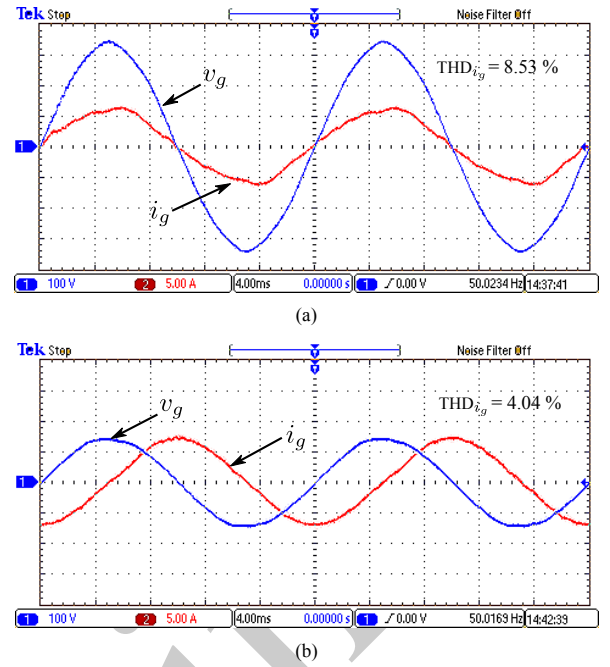 Tek Stop Noise Filter Off
THD_{i_g} = 8.53 %
v_g
1
i_g
1 100 V 2 5.00 A 4.00ms 0.00000 s 1 ƒ 0.00 V 50.0234 Hz 14:37:41
(a)
Tek Stop Noise Filter Off
THD_{i_g} = 4.04 %
v_g
i_g
1
1 100 V 2 5.00 A 4.00ms 0.00000 s 1 ƒ 0.00 V 50.0169 Hz 14:42:39
(b)